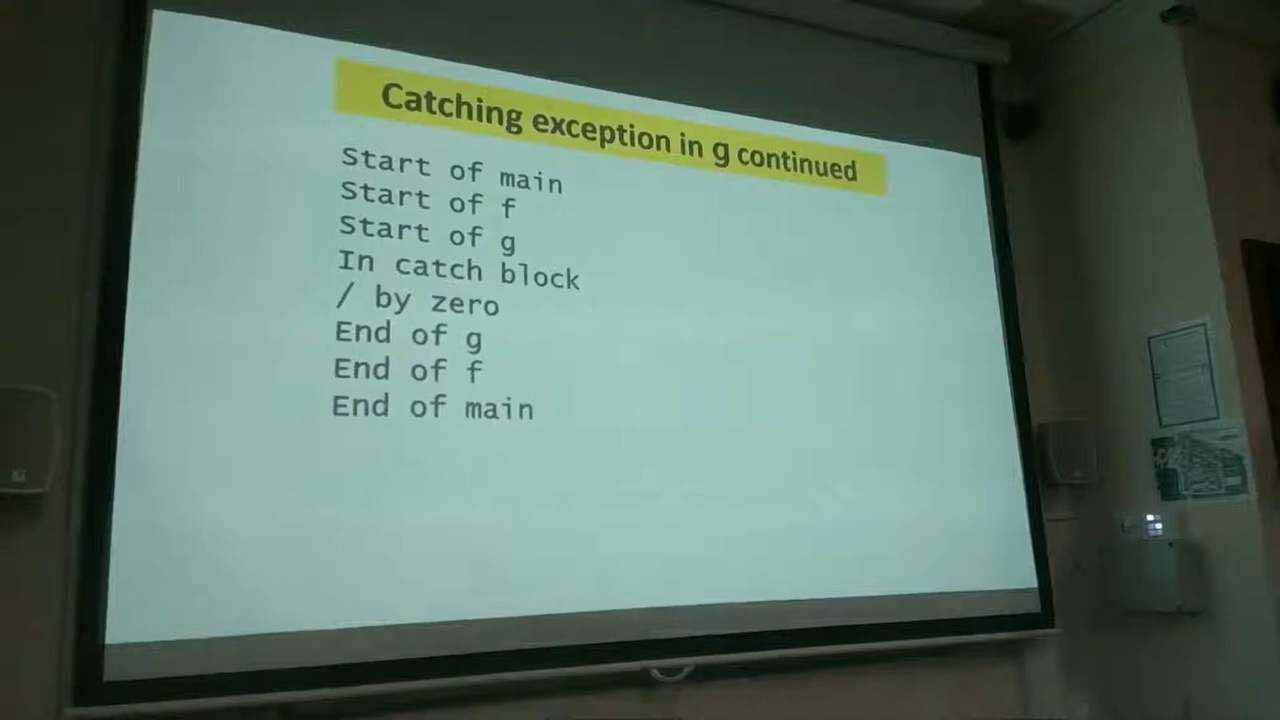 Catching exception in g continued
Start of main
Start of f
Start of g
In catch block
/ by zero
End of g
End of f
End of main